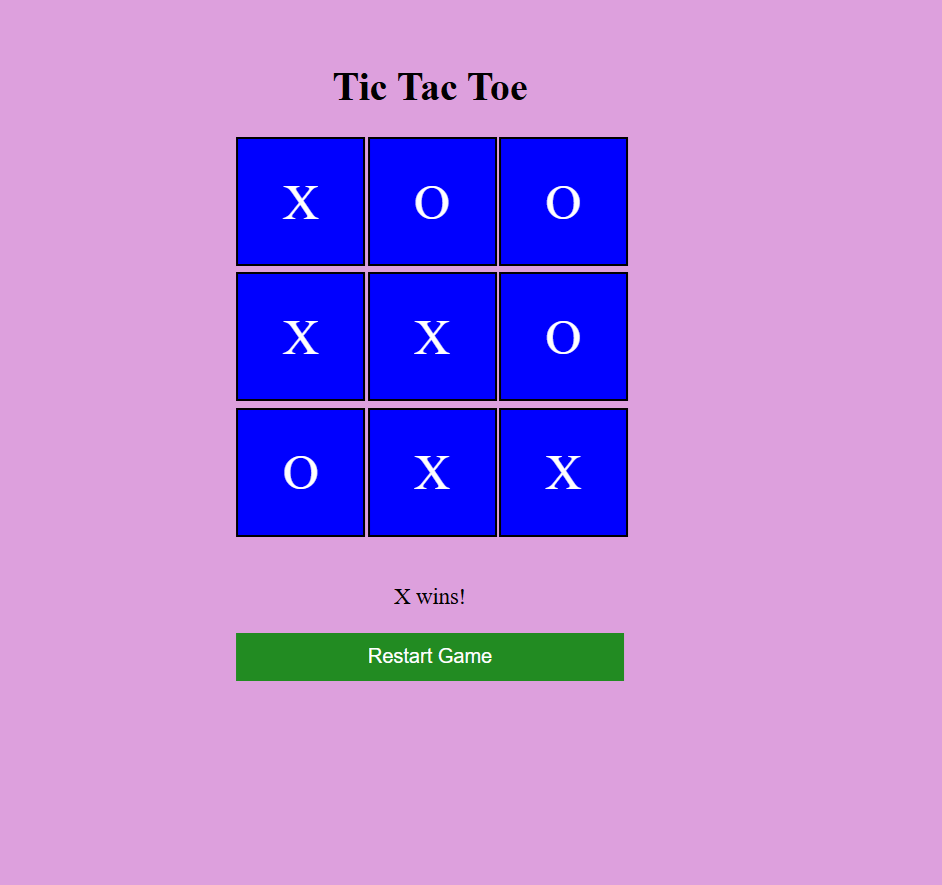 Tic Tac Toe
X O O
X X O
O X X
X wins!
Restart Game